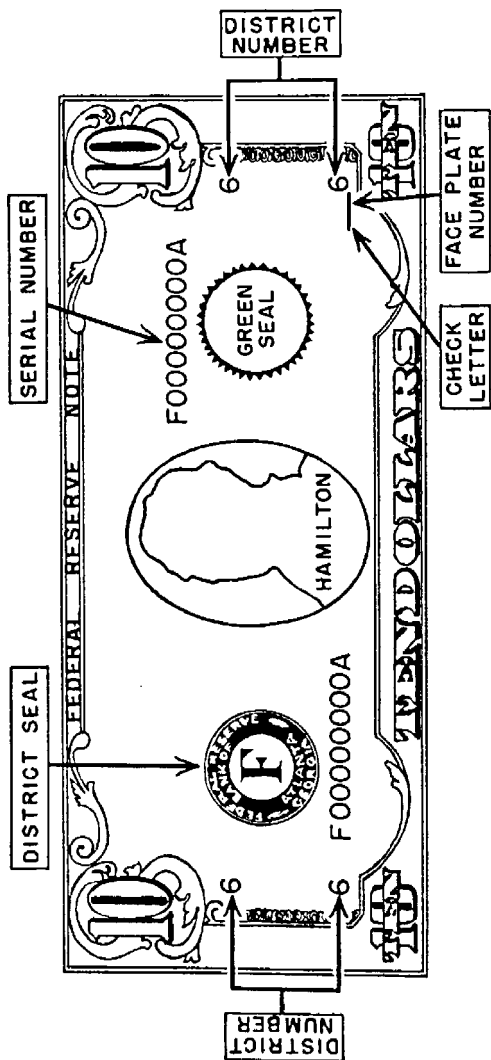 DISTRICT SEAL
SERIAL NUMBER
FEDERAL RESERVE NOTE
10
10
F00000000A
DISTRICT
NUMBER
6
6
DISTRICT
NUMBER
F
GREEN
SEAL
HAMILTON
F00000000A
6
6
10
TEN DOLLARS
10
CHECK
LETTER
FACE PLATE
NUMBER